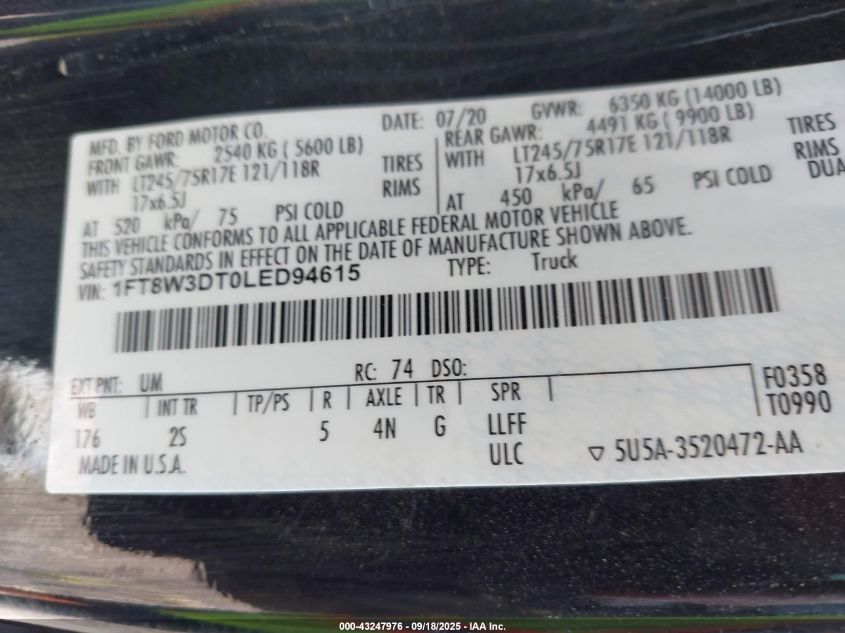 MFD. BY FORD MOTOR CO.
DATE: 07/20 GVWR: 6350 KG (14000 LB)
FRONT GAWR: 2540 KG ( 5600 LB)
REAR GAWR: 4491 KG ( 9900 LB)
WITH LT245/75R17E 121/118R TIRES
WITH LT245/75R17E 121/118R TIRES
17x6.5J RIMS
17x6.5J RIMS
AT 520 kPa/ 75 PSI COLD
AT 450 kPa/ 65 PSI COLD DUA
THIS VEHICLE CONFORMS TO ALL APPLICABLE FEDERAL MOTOR VEHICLE
SAFETY STANDARDS IN EFFECT ON THE DATE OF MANUFACTURE SHOWN ABOVE.
VIN: 1FT8W3DT0LED94615
TYPE: Truck
EXT PNT: UM RC: 74 DSO:
WB INT TR TP/PS R AXLE TR SPR
176 2S 5 4N G LLFF
ULC
F0358
T0990
MADE IN U.S.A.
▽ 5U5A-3520472-AA
000-43247976 - 09/18/2025 - IAA Inc.